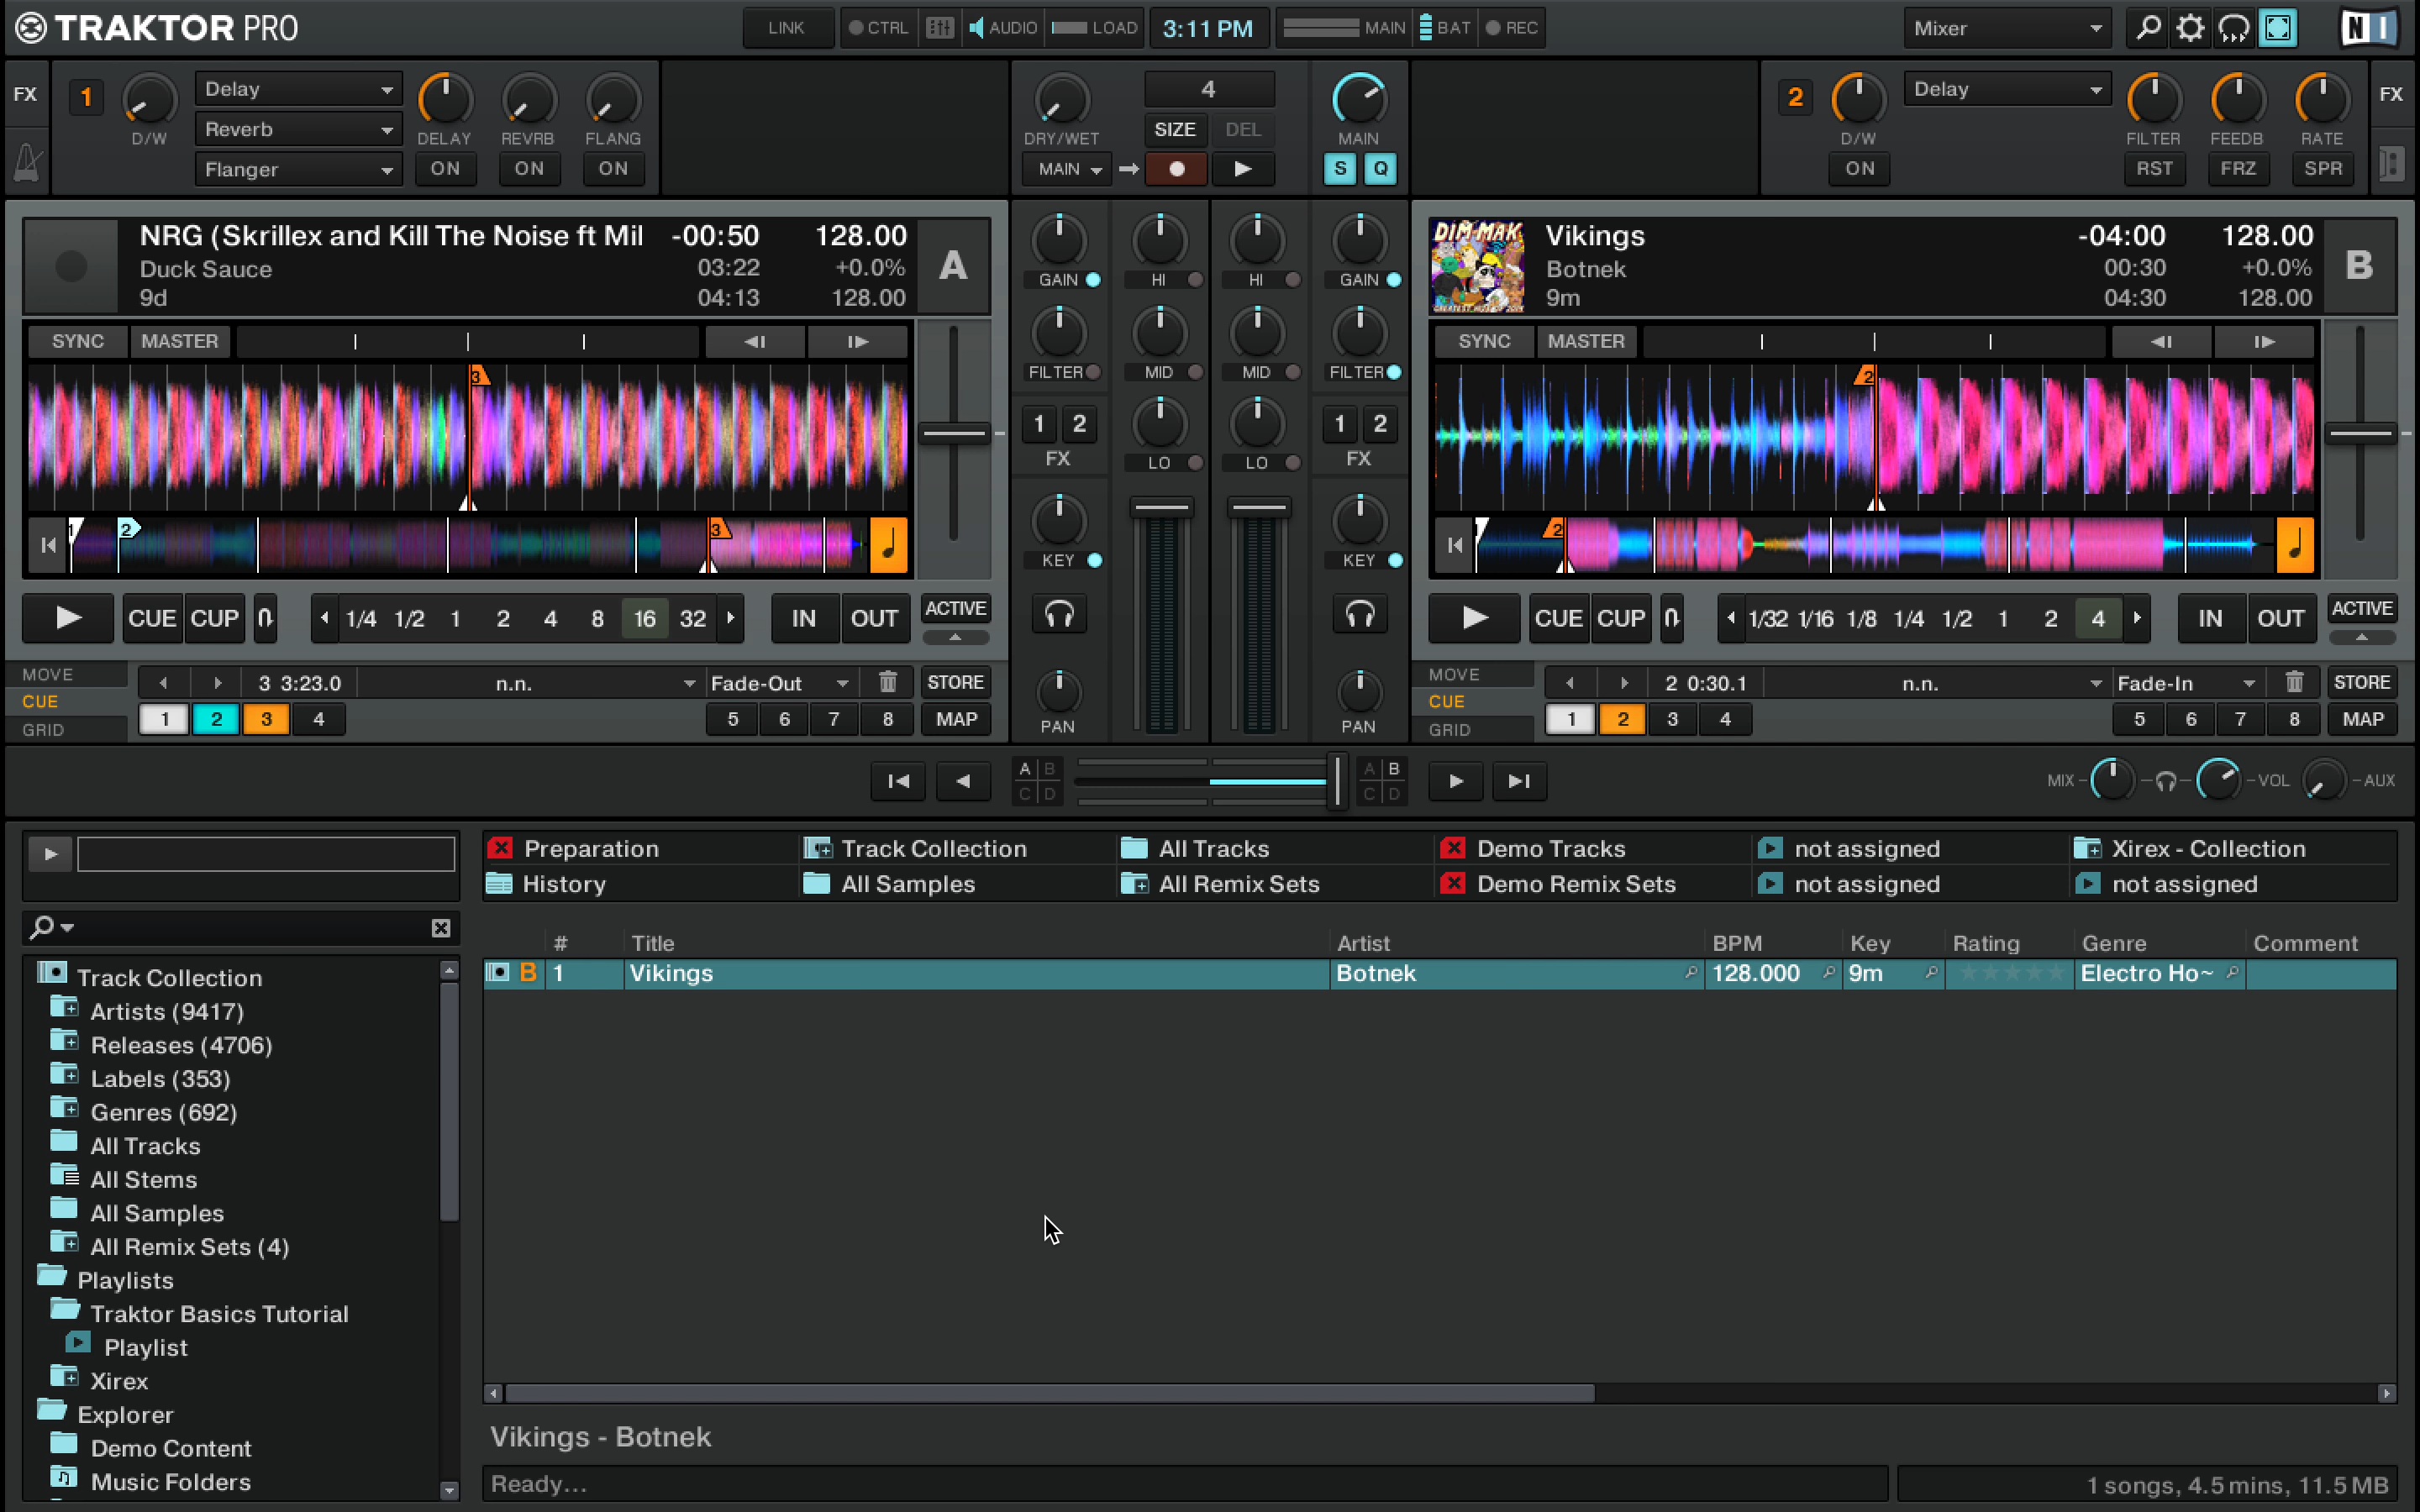 TRAKTOR PRO
LINK CTRL AUDIO LOAD 3:11 PM MAIN BAT REC Mixer NI
FX 1 D/W Delay Reverb Flanger DELAY REVRB FLANG ON ON ON
DRY/WET 4 SIZE DEL MAIN MAIN S Q
2 D/W ON Delay FILTER FEEDB RATE RST FRZ SPR FX
NRG (Skrillex and Kill The Noise ft Mil -00:50 128.00 A
Duck Sauce 03:22 +0.0%
9d 04:13 128.00
SYNC MASTER
3
1 2 3
CUE CUP 1/4 1/2 1 2 4 8 16 32 IN OUT ACTIVE
MOVE
CUE
GRID
3 3:23.0 n.n. Fade-Out STORE
1 2 3 4 5 6 7 8 MAP
GAIN HI HI GAIN
FILTER MID MID FILTER
1 2 1 2
FX LO LO FX
KEY KEY
PAN PAN
DIM-MAK
Vikings -04:00 128.00 B
Botnek 00:30 +0.0%
9m 04:30 128.00
SYNC MASTER
2
2
CUE CUP 1/32 1/16 1/8 1/4 1/2 1 2 4 IN OUT ACTIVE
MOVE
CUE
GRID
2 0:30.1 n.n. Fade-In STORE
1 2 3 4 5 6 7 8 MAP
A B
C D
A B
C D
MIX VOL AUX
Preparation Track Collection All Tracks Demo Tracks not assigned Xirex - Collection
History All Samples All Remix Sets Demo Remix Sets not assigned not assigned
# Title Artist BPM Key Rating Genre Comment
B 1 Vikings Botnek 128.000 9m Electro Ho~
Track Collection
Artists (9417)
Releases (4706)
Labels (353)
Genres (692)
All Tracks
All Stems
All Samples
All Remix Sets (4)
Playlists
Traktor Basics Tutorial
Playlist
Xirex
Explorer
Demo Content
Music Folders
Vikings - Botnek
Ready...
1 songs, 4.5 mins, 11.5 MB